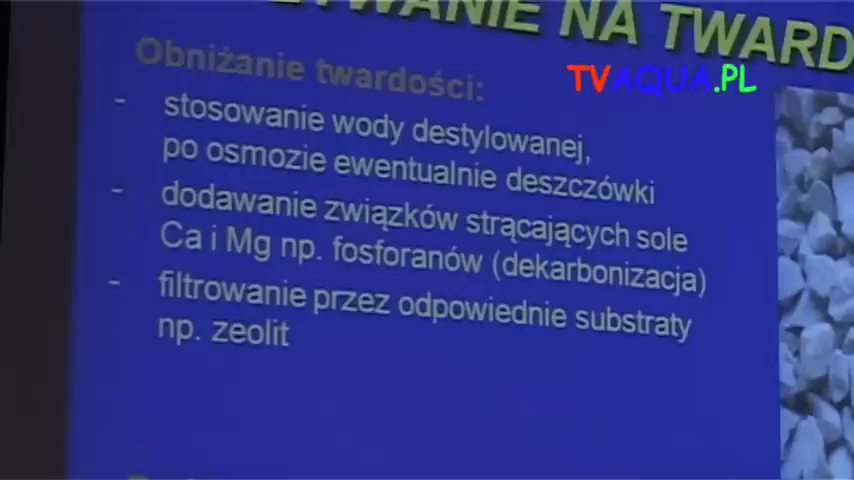 NA TWARD
TVAQUA.PL
Obniżanie twardości:
- stosowanie wody destylowanej,
po osmozie ewentualnie deszczówki
- dodawanie związków strącających sole
Ca i Mg np. fosforanów (dekarbonizacja)
- filtrowanie przez odpowiednie substraty
np. zeolit